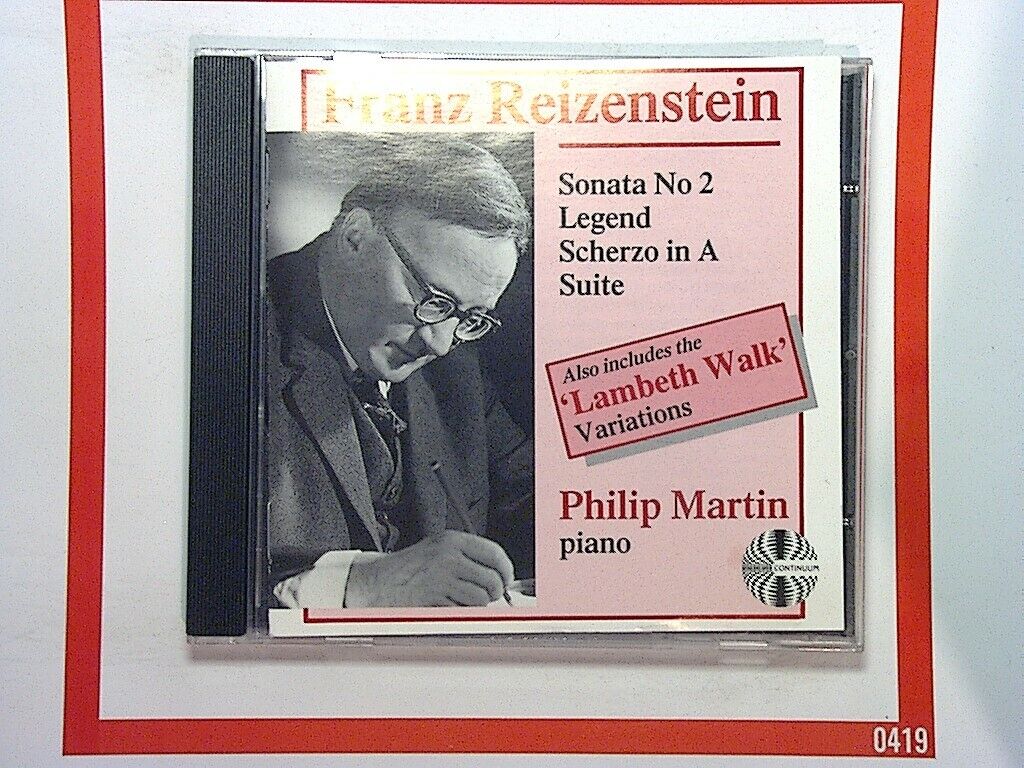 Franz Reizenstein
Sonata No 2
Legend
Scherzo in A
Suite
Also includes the
‘Lambeth Walk’
Variations
Philip Martin
piano
CONTINUUM
0419